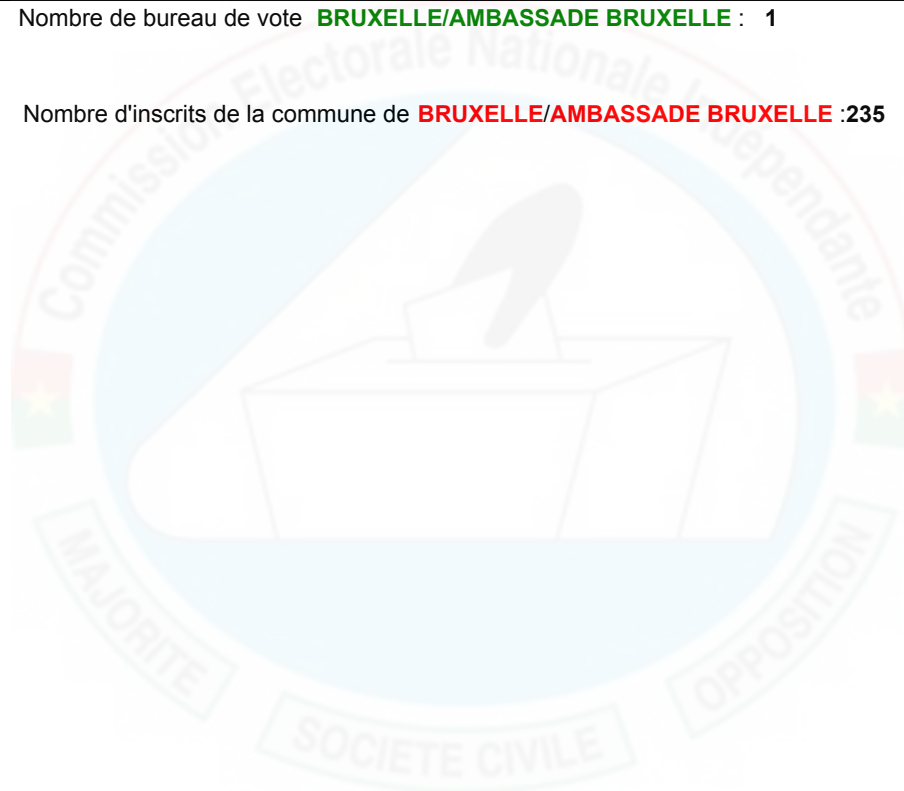 Nombre de bureau de vote BRUXELLE/AMBASSADE BRUXELLE : 1
Nombre d'inscrits de la commune de BRUXELLE/AMBASSADE BRUXELLE :235
Commission Electorale Nationale Indépendante
MAJORITE
SOCIETE CIVILE
OPPOSITION